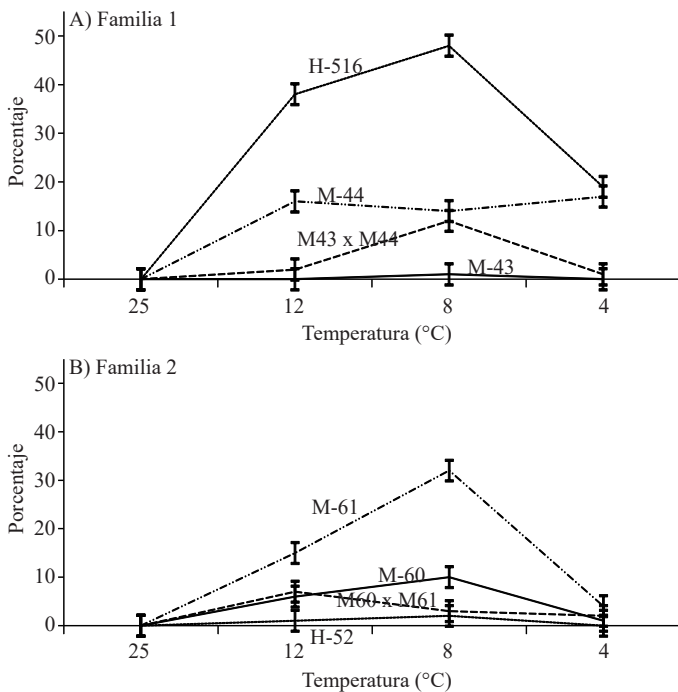 A) Familia 1
50
H-516
40
30
Porcentaje
20
M-44
M43 x M44
10
M-43
0
25
12
8
4
Temperatura (°C)
B) Familia 2
50
40
30
Porcentaje
M-61
20
M-60
10
M60 x M61
0
H-52
25
12
8
4
Temperatura (°C)